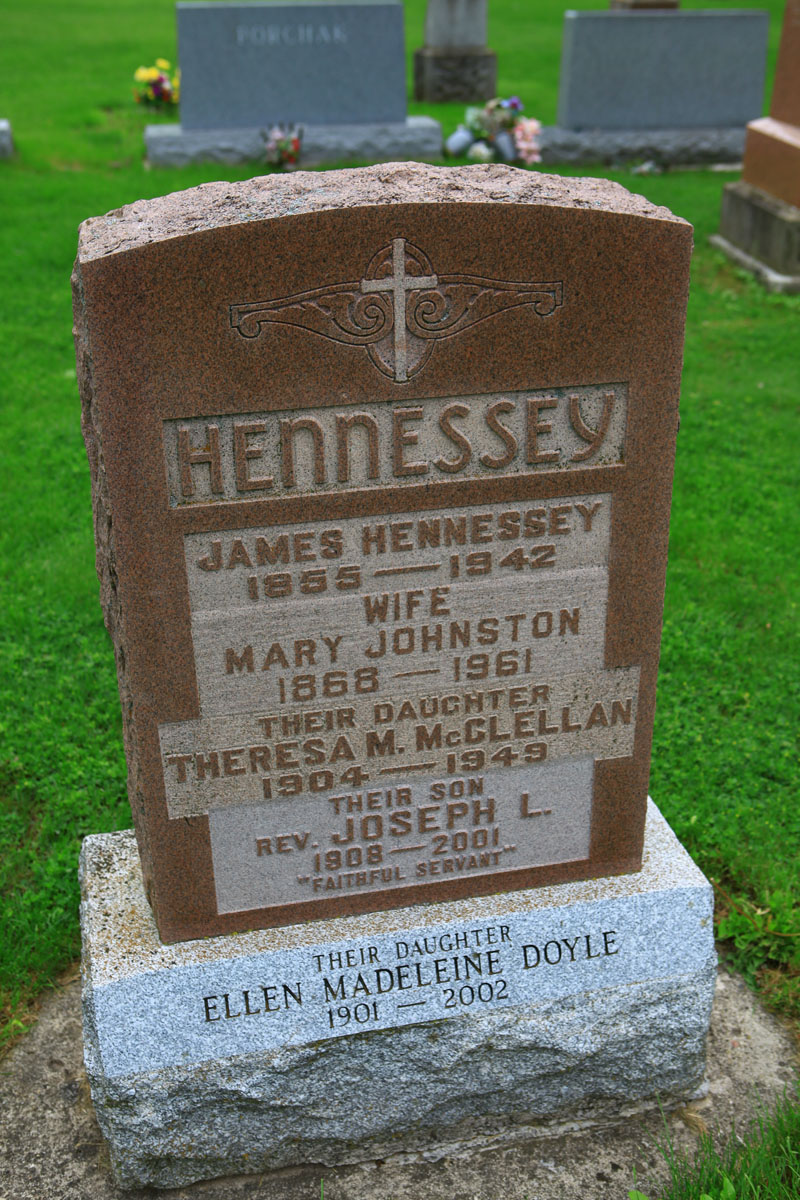 PORCHAK
HENNESSEY
JAMES HENNESSEY
1855 — 1942
WIFE
MARY JOHNSTON
1868 — 1961
THEIR DAUGHTER
THERESA M. McCLELLAN
1904 — 1949
THEIR SON
REV. JOSEPH L.
1908 — 2001
"FAITHFUL SERVANT"
THEIR DAUGHTER
ELLEN MADELEINE DOYLE
1901 — 2002